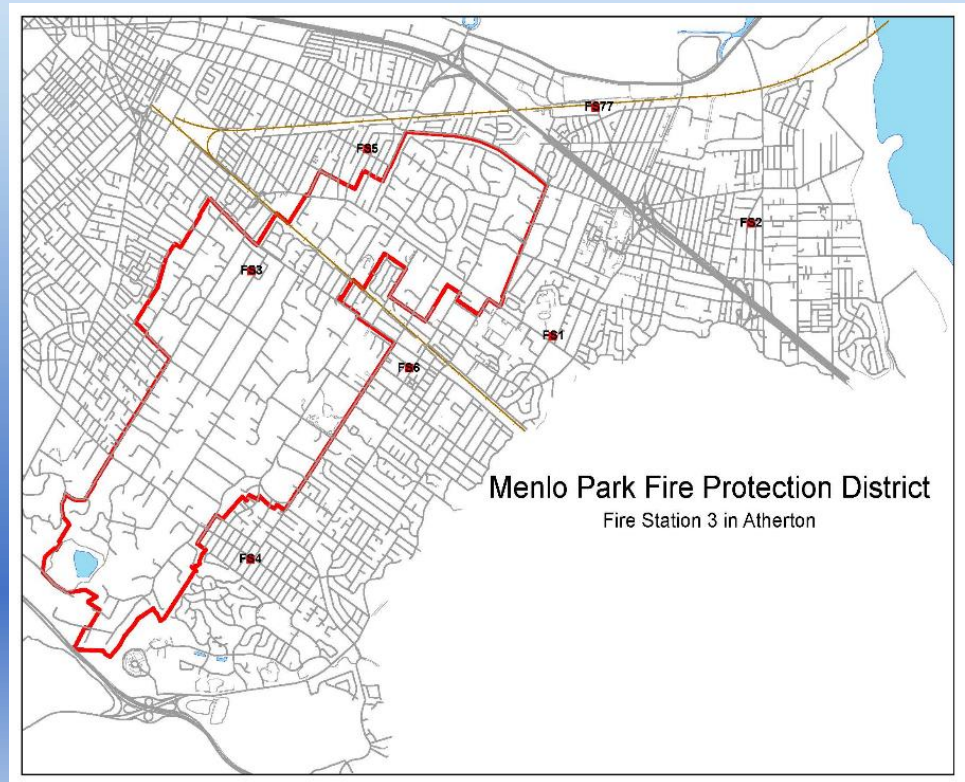 FS77
FS5
FS2
FS3
FS1
FS6
Menlo Park Fire Protection District
Fire Station 3 in Atherton
FS4